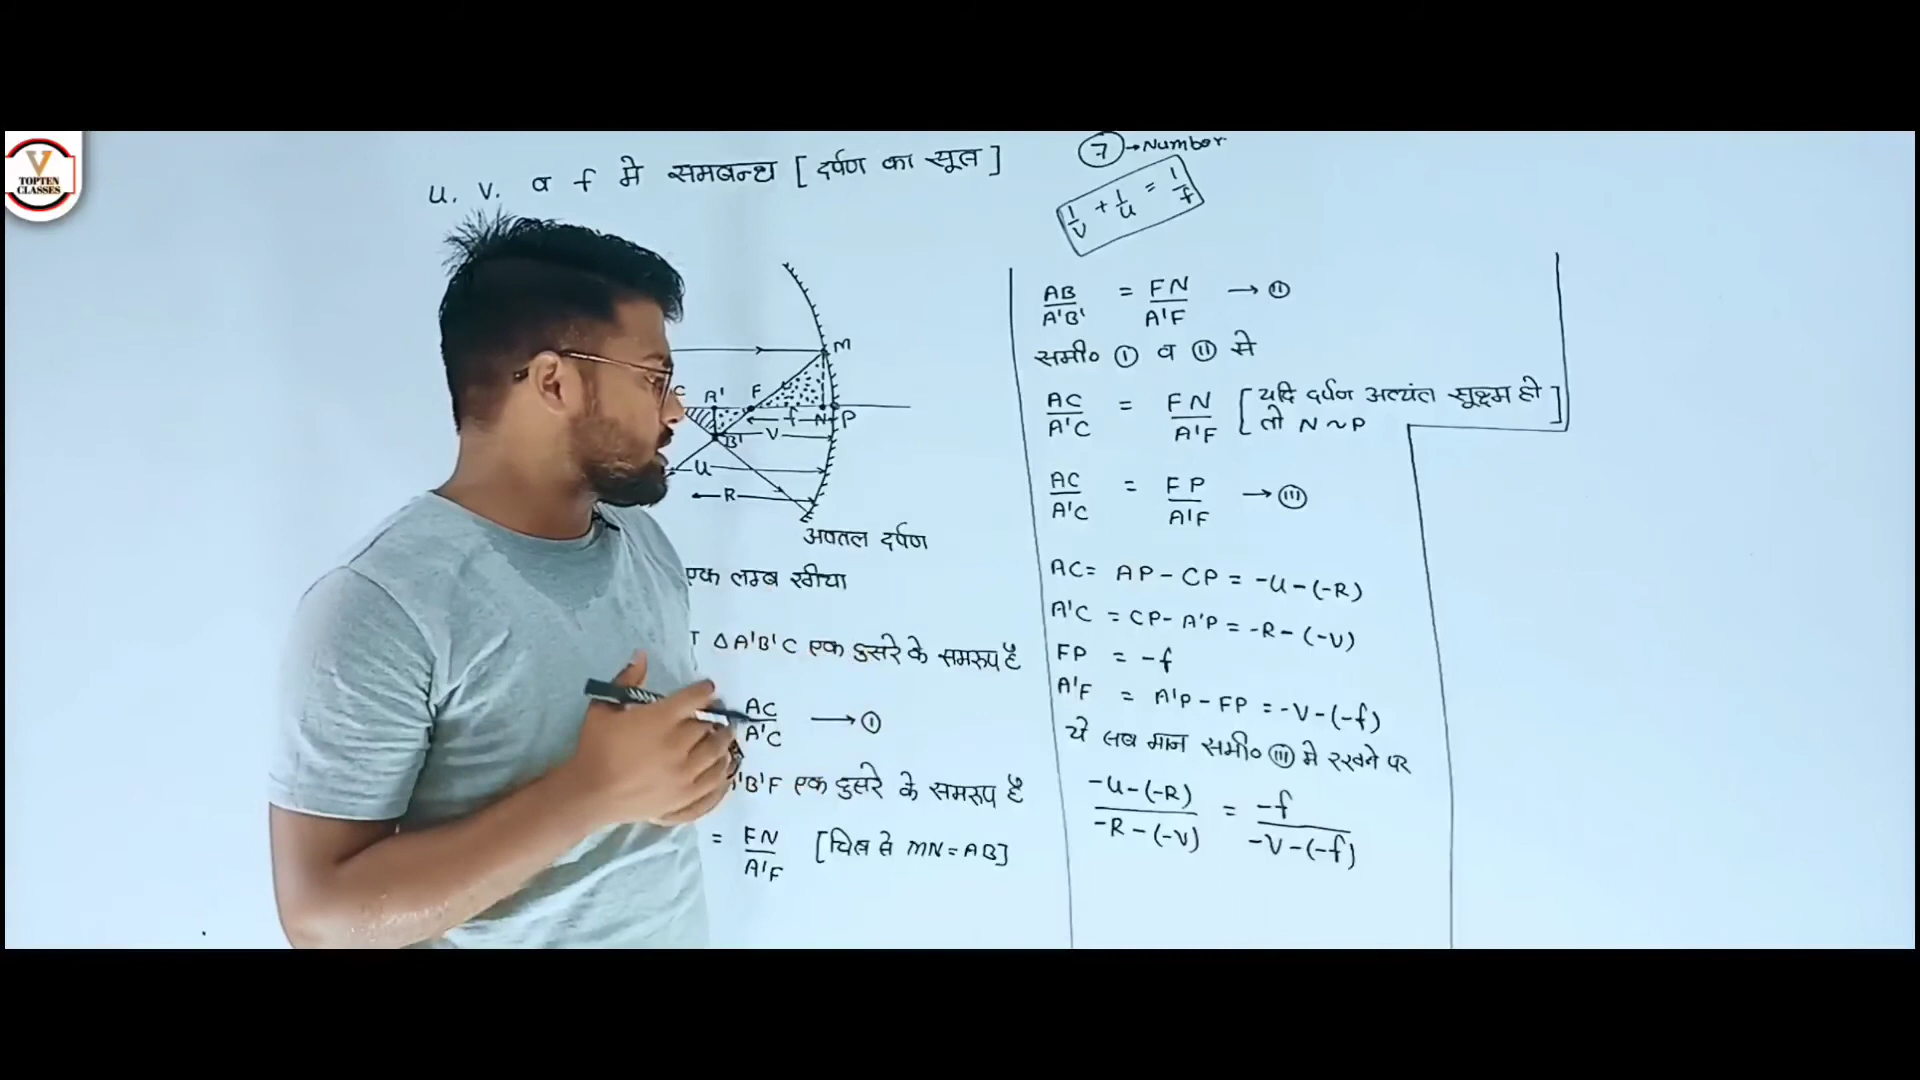 V
TOPTEN
CLASSES
u. v. व f मे समबन्ध [ दर्पण का सूत्र ]
7 → Number
1/v + 1/u = 1/f
M
C A' F N P
B'
f
V
U
R
अवतल दर्पण
एक लम्ब खीचा
Δ A'B'C एक दुसरे के समरूप है
AC/A'C → I
'B'F एक दुसरे के समरूप है
= FN/A'F [चित्र से MN = AB]
AB/A'B' = FN/A'F → II
समी० I व II से
AC/A'C = FN/A'F [यदि दर्पण अत्यंत सूक्ष्म हो
तो N ~ P]
AC/A'C = FP/A'F → III
AC = AP - CP = -u-(-R)
A'C = CP - A'P = -R-(-v)
FP = -f
A'F = A'P - FP = -v-(-f)
ये सब मान समी० III मे रखने पर
-u-(-R)/-R-(-v) = -f/-v-(-f)